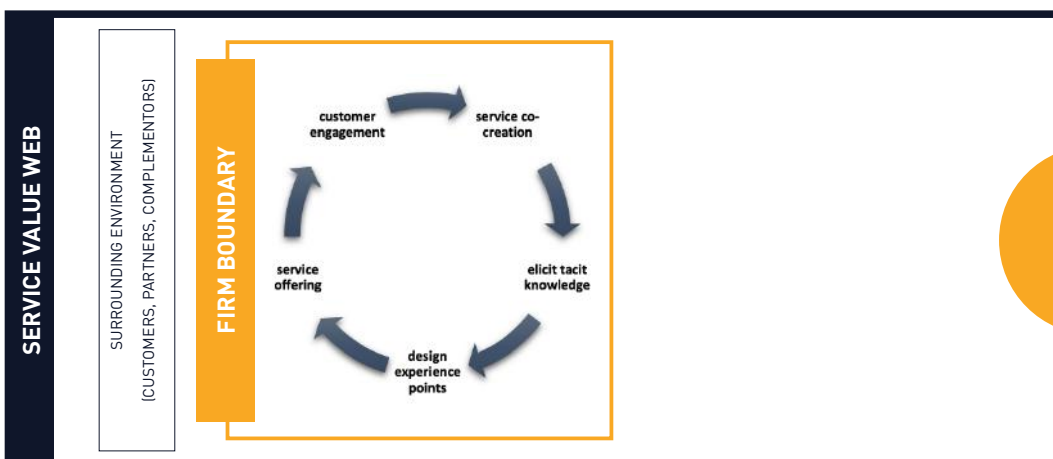 SERVICE VALUE WEB
SURROUNDING ENVIRONMENT
(CUSTOMERS, PARTNERS, COMPLEMENTORS)
FIRM BOUNDARY
customer
engagement
service co-
creation
elicit tacit
knowledge
design
experience
points
service
offering